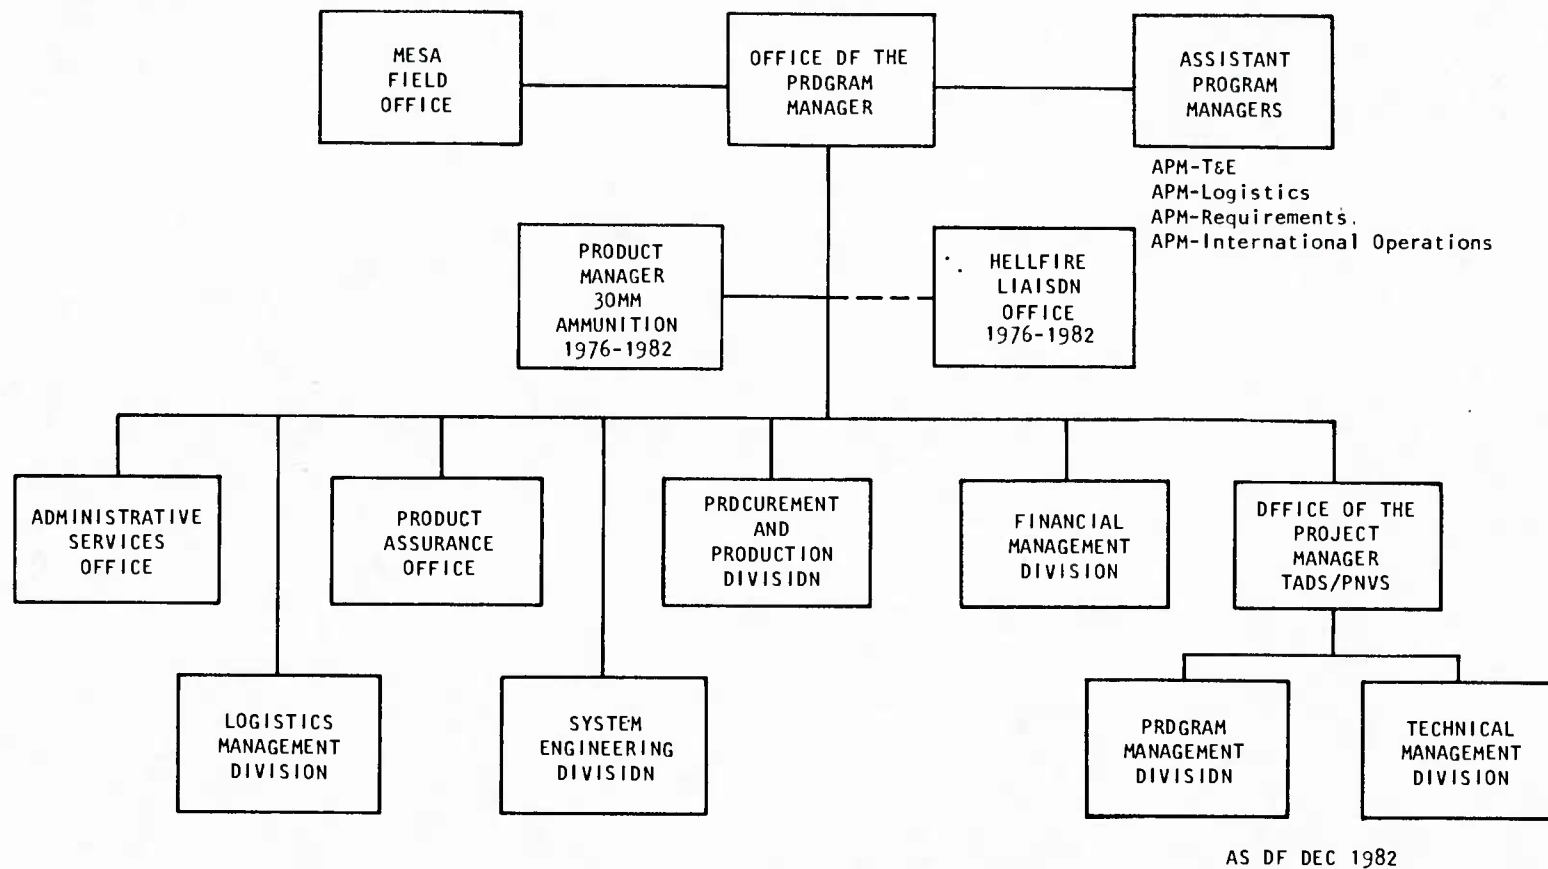 MESA
FIELD
OFFICE
OFFICE DF THE
PRDGRAM
MANAGER
ASSISTANT
PROGRAM
MANAGERS
APM-T&E
APM-Logistics
APM-Requirements.
APM-International Operations
PRODUCT
MANAGER
30MM
AMMUNITION
1976-1982
HELLFIRE
LIAISDN
OFFICE
1976-1982
ADMINISTRATIVE
SERVICES
OFFICE
PRODUCT
ASSURANCE
OFFICE
PRDCUREMENT
AND
PRODUCTION
DIVISIDN
FINANCIAL
MANAGEMENT
DIVISION
DFFICE OF THE
PROJECT
MANAGER
TADS/PNVS
LOGISTICS
MANAGEMENT
DIVISION
SYSTEM
ENGINEERING
DIVISIDN
PRDGRAM
MANAGEMENT
DIVISIDN
TECHNICAL
MANAGEMENT
DIVISION
AS DF DEC 1982